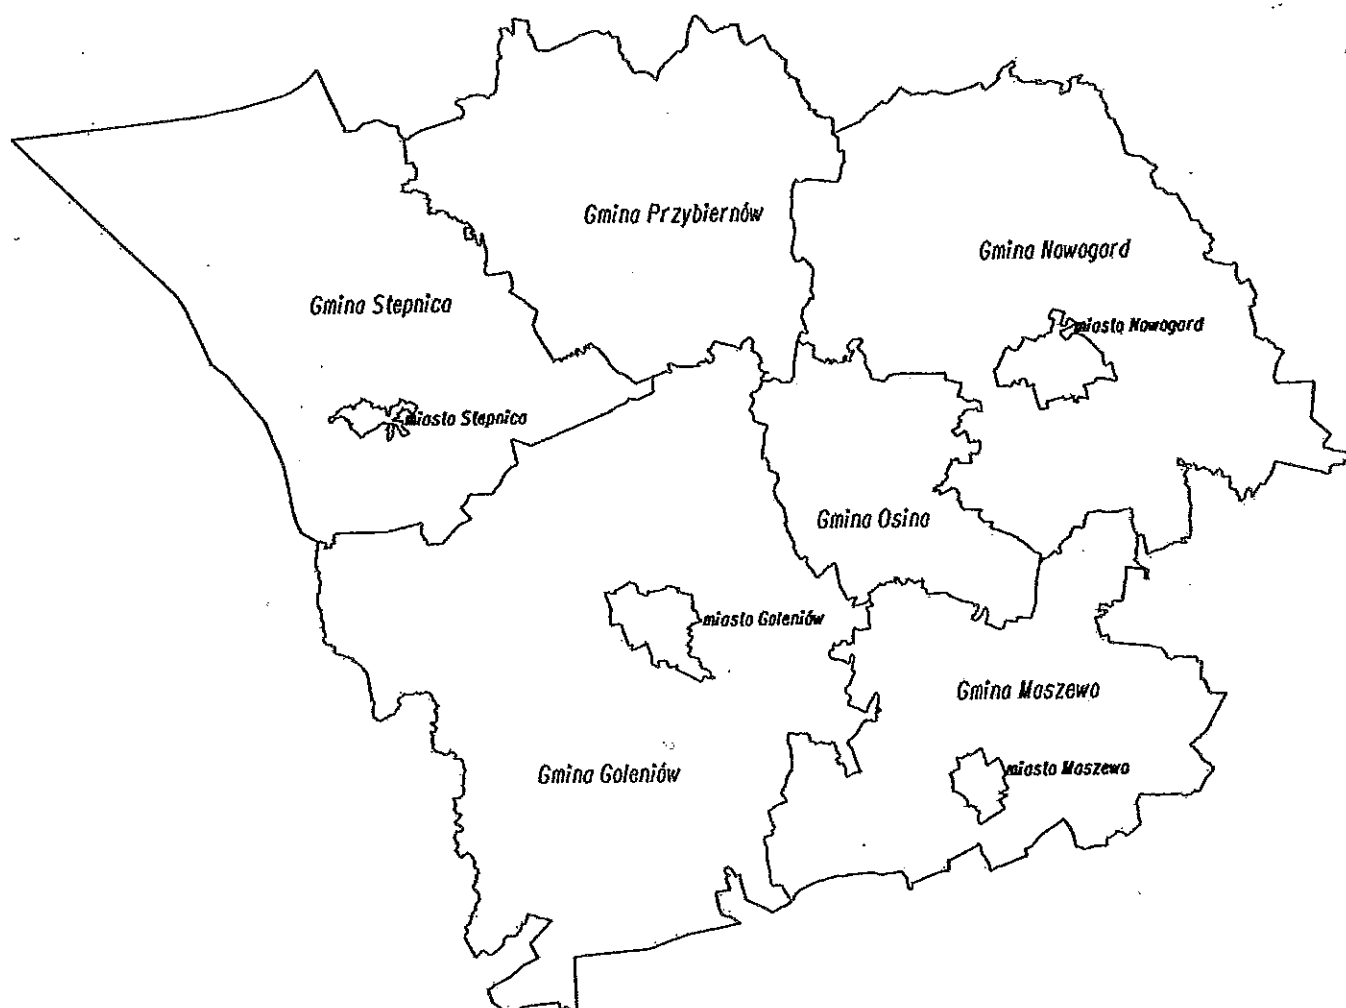 Gmina Przybiernów
Gmina Nowogard
Gmina Stepnica
miasto Nowogard
miasto Stepnica
Gmina Osina
miasto Goleniów
Gmina Maszewo
Gmina Goleniów
miasto Maszewo